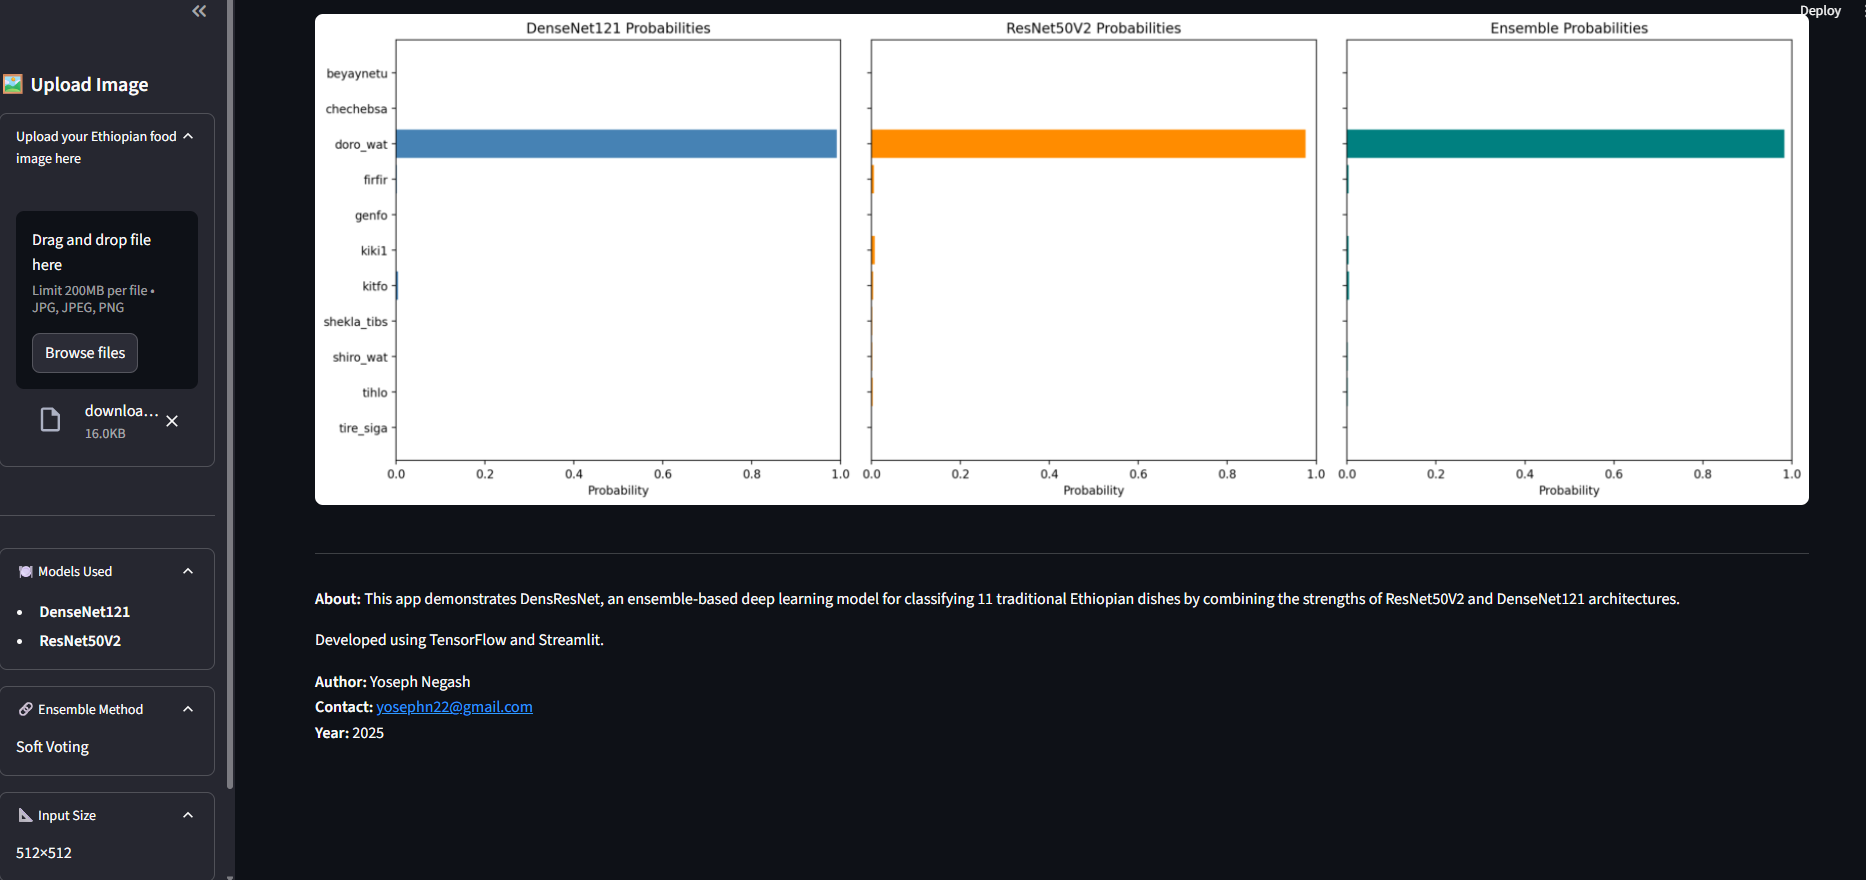 Deploy
Upload Image
Upload your Ethiopian food
image here
Drag and drop file
here
Limit 200MB per file •
JPG, JPEG, PNG
Browse files
downloa...
16.0KB
Models Used
• DenseNet121
• ResNet50V2
Ensemble Method
Soft Voting
Input Size
512×512
DenseNet121 Probabilities
beyaynetu
chechebsa
doro_wat
firfir
genfo
kiki1
kitfo
shekla_tibs
shiro_wat
tihlo
tire_siga
0.0 0.2 0.4 0.6 0.8 1.0
Probability
ResNet50V2 Probabilities
0.0 0.2 0.4 0.6 0.8 1.0
Probability
Ensemble Probabilities
0.0 0.2 0.4 0.6 0.8 1.0
Probability
About: This app demonstrates DensResNet, an ensemble-based deep learning model for classifying 11 traditional Ethiopian dishes by combining the strengths of ResNet50V2 and DenseNet121 architectures.
Developed using TensorFlow and Streamlit.
Author: Yoseph Negash
Contact: yosephn22@gmail.com
Year: 2025